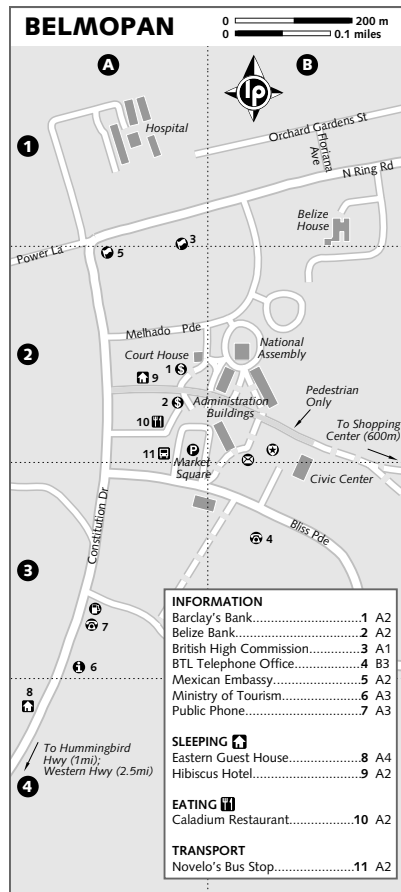 BELMOPAN
0 200 m
0 0.1 miles
A
B
lp
1
Hospital
Orchard Gardens St
Floriana
Ave
N Ring Rd
Belize
House
3
5
Power La
2
Melhado Pde
Court House
National
Assembly
1 $
9
2 $
Administration
Buildings
Pedestrian
Only
10
To Shopping
Center (600m)
11
P
Market
Square
Civic Center
Constitution Dr
Bliss Pde
4
3
7
6
8
To Hummingbird
Hwy (1mi);
Western Hwy (2.5mi)
4
INFORMATION
Barclay's Bank 1 A2
Belize Bank 2 A2
British High Commission 3 A1
BTL Telephone Office 4 B3
Mexican Embassy 5 A2
Ministry of Tourism 6 A3
Public Phone 7 A3
SLEEPING
Eastern Guest House 8 A4
Hibiscus Hotel 9 A2
EATING
Caladium Restaurant 10 A2
TRANSPORT
Novelo's Bus Stop 11 A2